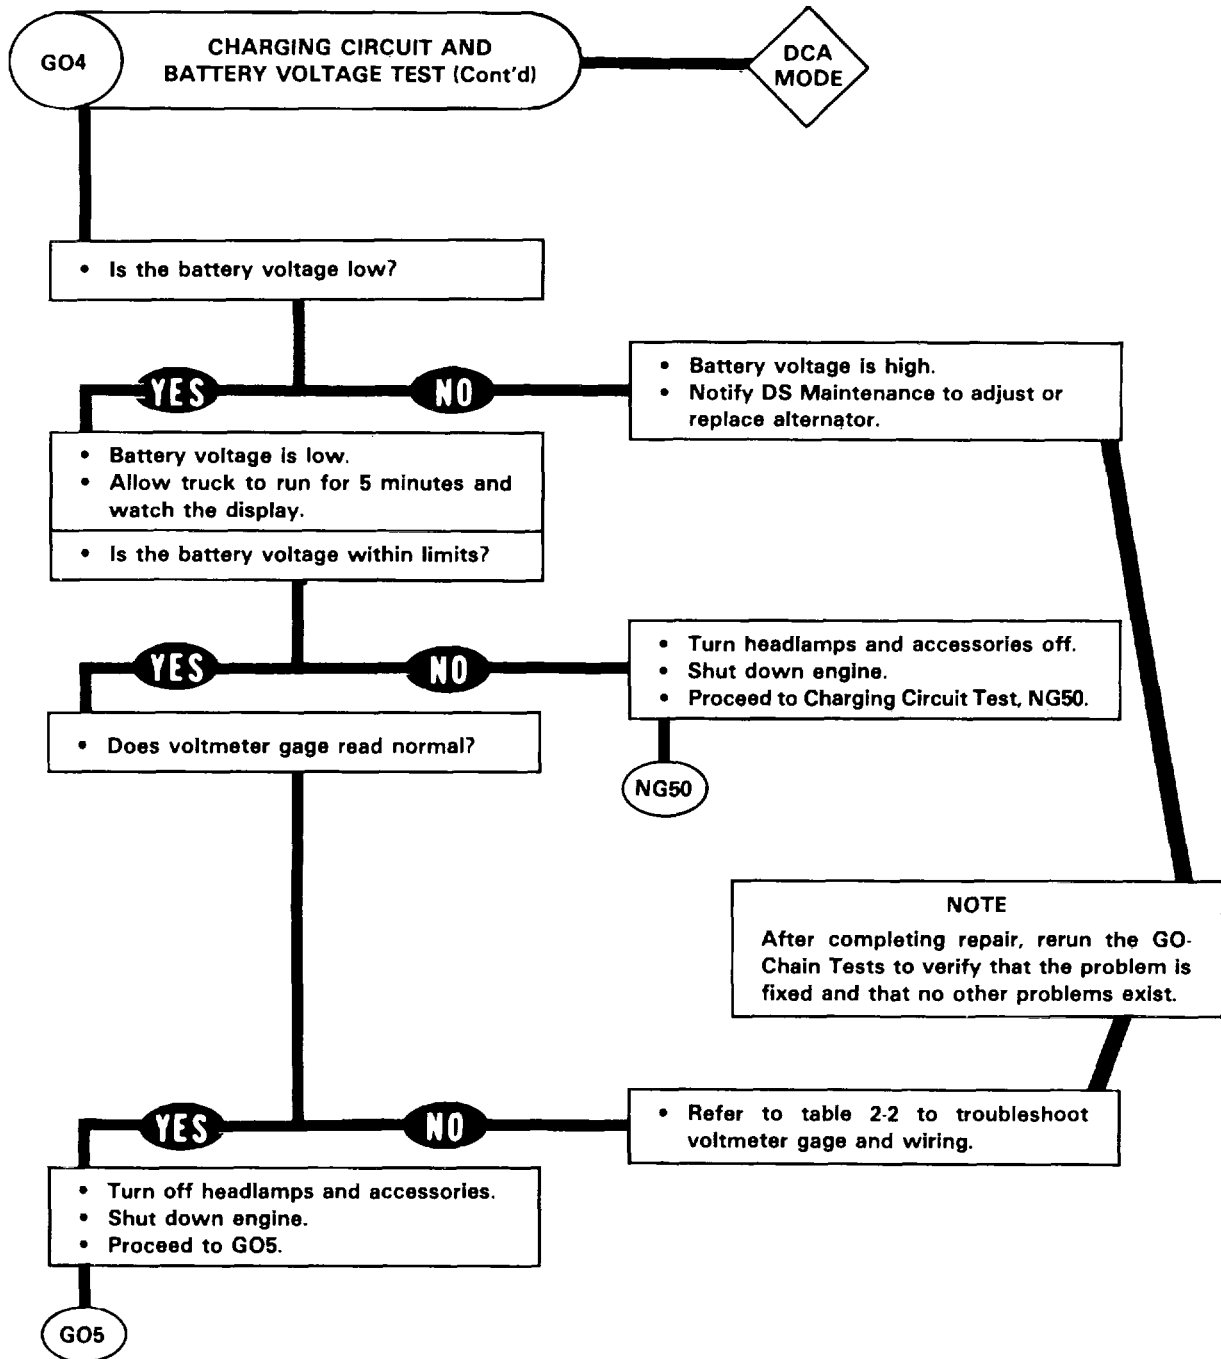 GO4
CHARGING CIRCUIT AND
BATTERY VOLTAGE TEST (Cont'd)
DCA
MODE
• Is the battery voltage low?
YES
NO
• Battery voltage is high.
• Notify DS Maintenance to adjust or
replace alternator.
• Battery voltage is low.
• Allow truck to run for 5 minutes and
watch the display.
• Is the battery voltage within limits?
YES
NO
• Turn headlamps and accessories off.
• Shut down engine.
• Proceed to Charging Circuit Test, NG50.
NG50
• Does voltmeter gage read normal?
NOTE
After completing repair, rerun the GO-
Chain Tests to verify that the problem is
fixed and that no other problems exist.
YES
NO
• Refer to table 2-2 to troubleshoot
voltmeter gage and wiring.
• Turn off headlamps and accessories.
• Shut down engine.
• Proceed to GO5.
GO5